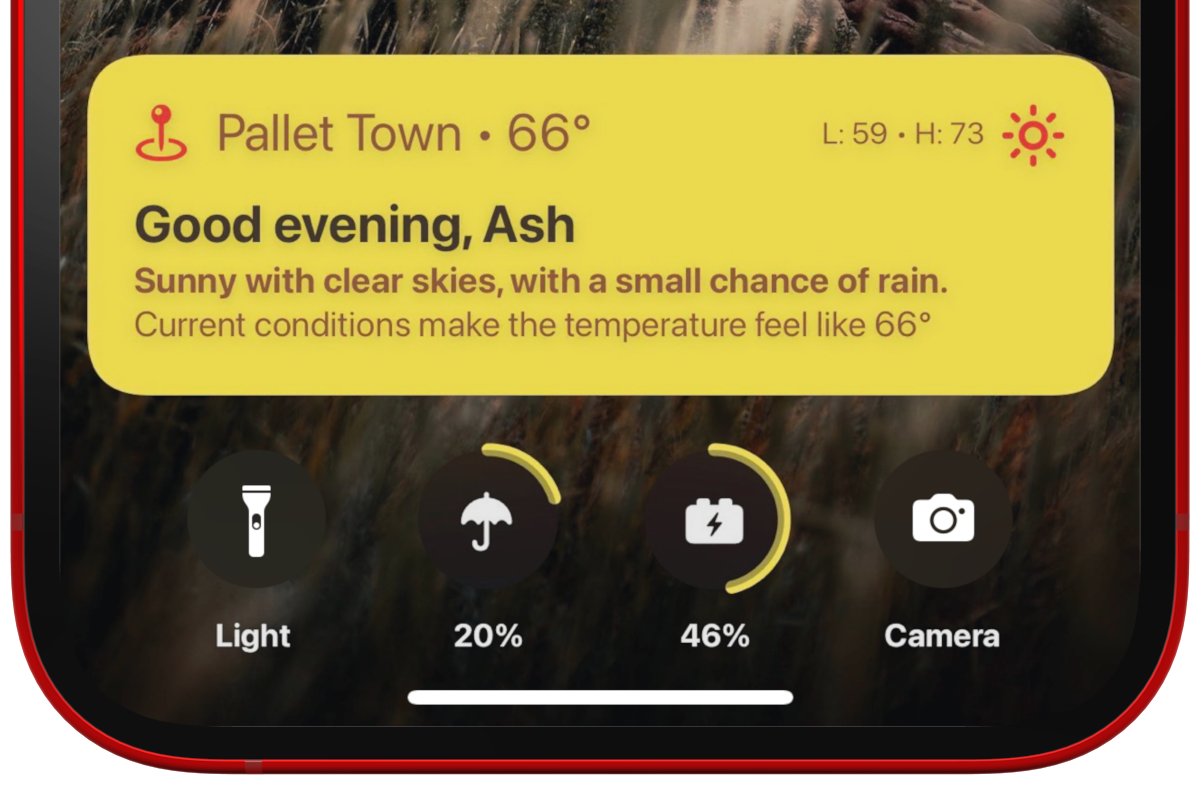 Pallet Town • 66°
L: 59 • H: 73
Good evening, Ash
Sunny with clear skies, with a small chance of rain.
Current conditions make the temperature feel like 66°
Light
20%
46%
Camera